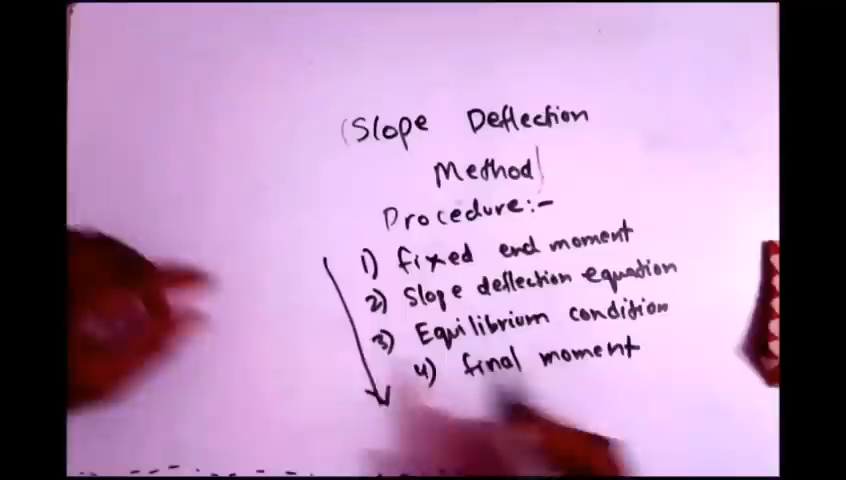 (Slope Deflection
Method)
Procedure:-
1) fixed end moment
2) Slope deflection equation
3) Equilibrium condition
4) final moment